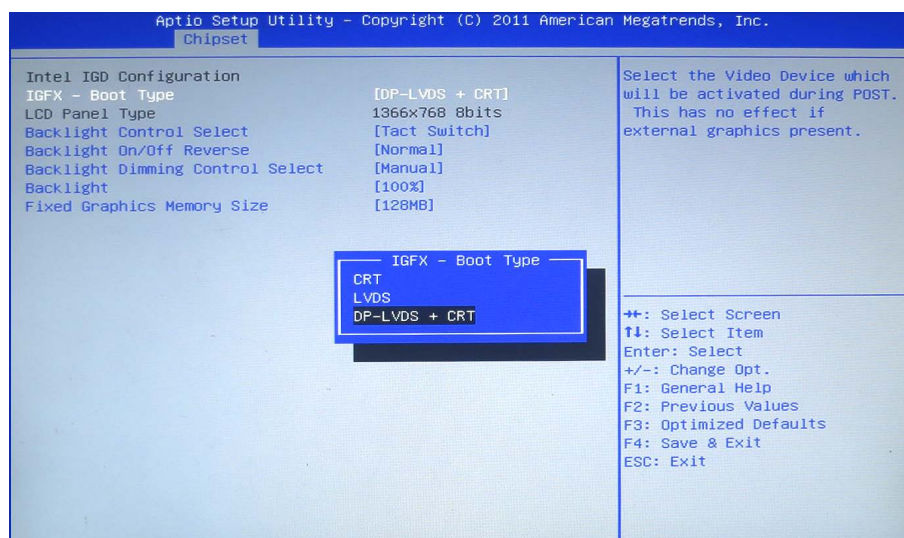 Aptio Setup Utility – Copyright (C) 2011 American Megatrends, Inc.
Chipset
Intel IGD Configuration
IGFX – Boot Type [DP–LVDS + CRT]
LCD Panel Type 1366x768 8bits
Backlight Control Select [Tact Switch]
Backlight On/Off Reverse [Normal]
Backlight Dimming Control Select [Manual]
Backlight [100%]
Fixed Graphics Memory Size [128MB]
IGFX – Boot Type
CRT
LVDS
DP–LVDS + CRT
Select the Video Device which
will be activated during POST.
This has no effect if
external graphics present.
→←: Select Screen
↑↓: Select Item
Enter: Select
+/-: Change Opt.
F1: General Help
F2: Previous Values
F3: Optimized Defaults
F4: Save & Exit
ESC: Exit